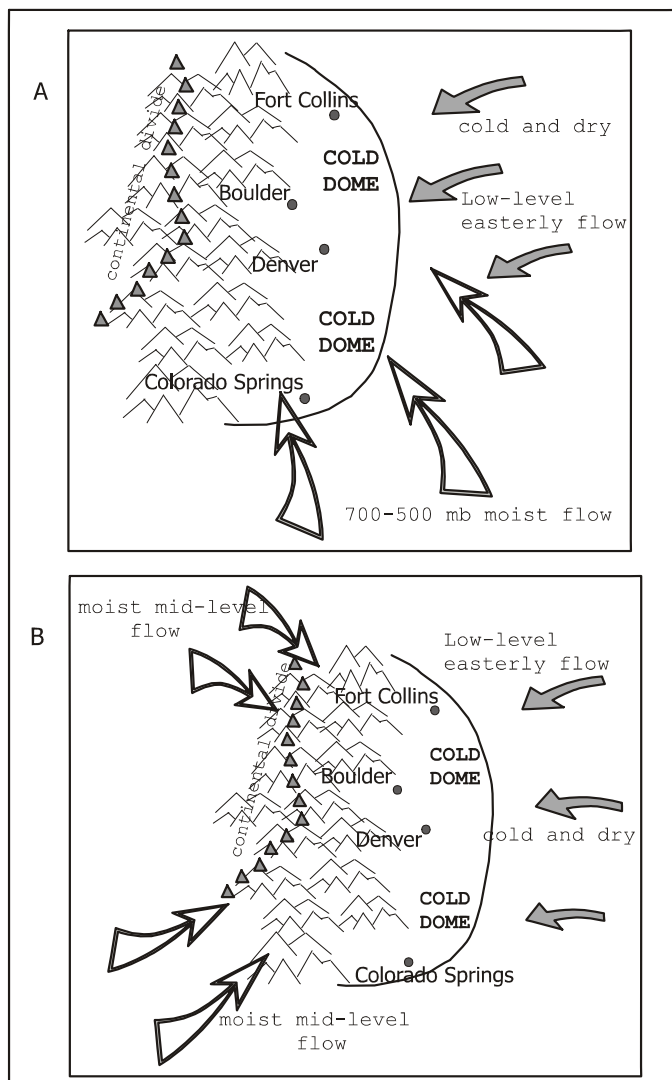 A
Fort Collins
cold and dry
COLD
DOME
continental divide
Boulder
Low-level
easterly flow
Denver
COLD
DOME
Colorado Springs
700-500 mb moist flow
B
moist mid-level
flow
Low-level
easterly flow
Fort Collins
continental divide
COLD
DOME
Boulder
Denver
cold and dry
COLD
DOME
Colorado Springs
moist mid-level
flow